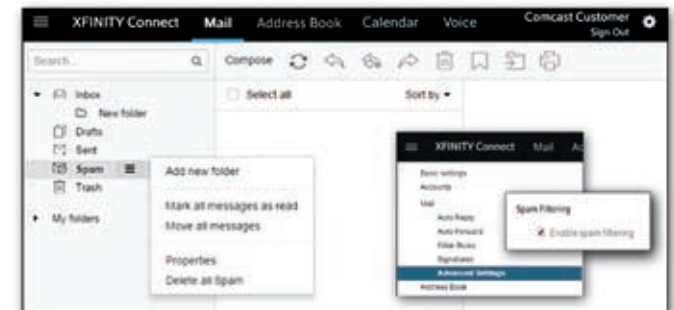 XFINITY Connect Mail Address Book Calendar Voice Comcast Customer
Sign Out
Search... Compose
Inbox Select all Sort by
New folder
Drafts
Sent
Spam
Trash
My folders
Add new folder
Mark all messages as read
Move all messages
Properties
Delete all Spam
XFINITY Connect Mail A
Basic settings
Accounts
Mail
Auto Reply
Auto Forward
Filter Rules
Signatures
Advanced Settings
Address Book
Spam Filtering
Enable spam filtering